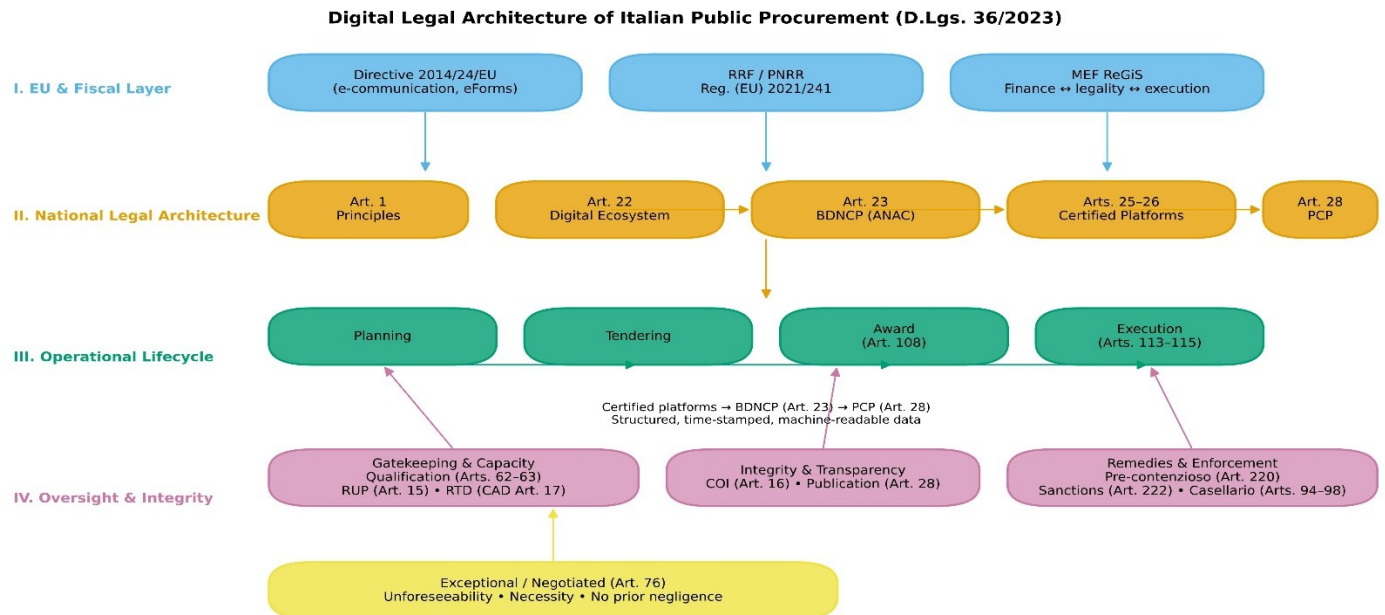 Digital Legal Architecture of Italian Public Procurement (D.Lgs. 36/2023)
I. EU & Fiscal Layer
Directive 2014/24/EU
(e-communication, eForms)
RRF / PNRR
Reg. (EU) 2021/241
MEF ReGiS
Finance ↔ legality ↔ execution
II. National Legal Architecture
Art. 1
Principles
Art. 22
Digital Ecosystem
Art. 23
BDNCP (ANAC)
Arts. 25–26
Certified Platforms
Art. 28
PCP
III. Operational Lifecycle
Planning
Tendering
Award
(Art. 108)
Execution
(Arts. 113–115)
Certified platforms → BDNCP (Art. 23) → PCP (Art. 28)
Structured, time-stamped, machine-readable data
IV. Oversight & Integrity
Gatekeeping & Capacity
Qualification (Arts. 62–63)
RUP (Art. 15) • RTD (CAD Art. 17)
Integrity & Transparency
COI (Art. 16) • Publication (Art. 28)
Remedies & Enforcement
Pre-contenzioso (Art. 220)
Sanctions (Art. 222) • Casellario (Arts. 94–98)
Exceptional / Negotiated (Art. 76)
Unforeseeability • Necessity • No prior negligence